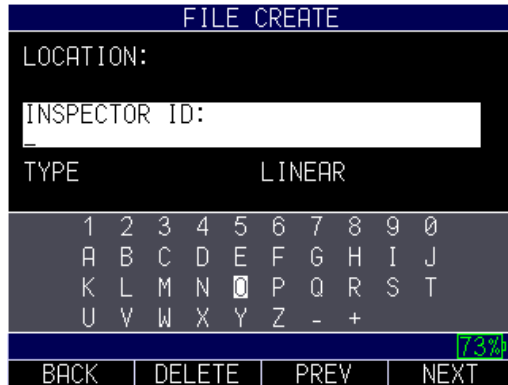 FILE CREATE
LOCATION:
INSPECTOR ID:
_
TYPE LINEAR
1 2 3 4 5 6 7 8 9 0
A B C D E F G H I J
K L M N O P Q R S T
U V W X Y Z - +
73%
BACK DELETE PREV NEXT